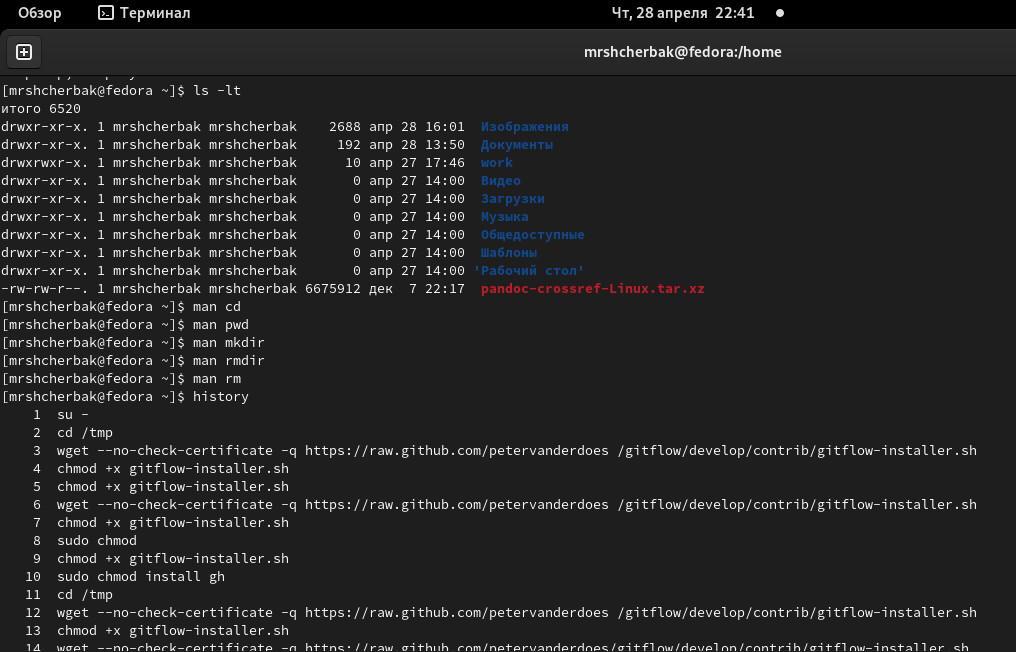 Обзор Терминал Чт, 28 апреля 22:41
mrshcherbak@fedora:/home
[mrshcherbak@fedora ~]$ ls -lt
итого 6520
drwxr-xr-x. 1 mrshcherbak mrshcherbak 2688 апр 28 16:01 Изображения
drwxr-xr-x. 1 mrshcherbak mrshcherbak 192 апр 28 13:50 Документы
drwxrwxr-x. 1 mrshcherbak mrshcherbak 10 апр 27 17:46 work
drwxr-xr-x. 1 mrshcherbak mrshcherbak 0 апр 27 14:00 Видео
drwxr-xr-x. 1 mrshcherbak mrshcherbak 0 апр 27 14:00 Загрузки
drwxr-xr-x. 1 mrshcherbak mrshcherbak 0 апр 27 14:00 Музыка
drwxr-xr-x. 1 mrshcherbak mrshcherbak 0 апр 27 14:00 Общедоступные
drwxr-xr-x. 1 mrshcherbak mrshcherbak 0 апр 27 14:00 Шаблоны
drwxr-xr-x. 1 mrshcherbak mrshcherbak 0 апр 27 14:00 'Рабочий стол'
-rw-rw-r--. 1 mrshcherbak mrshcherbak 6675912 дек 7 22:17 pandoc-crossref-Linux.tar.xz
[mrshcherbak@fedora ~]$ man cd
[mrshcherbak@fedora ~]$ man pwd
[mrshcherbak@fedora ~]$ man mkdir
[mrshcherbak@fedora ~]$ man rmdir
[mrshcherbak@fedora ~]$ man rm
[mrshcherbak@fedora ~]$ history
1 su -
2 cd /tmp
3 wget --no-check-certificate -q https://raw.github.com/petervanderdoes /gitflow/develop/contrib/gitflow-installer.sh
4 chmod +x gitflow-installer.sh
5 chmod +x gitflow-installer.sh
6 wget --no-check-certificate -q https://raw.github.com/petervanderdoes /gitflow/develop/contrib/gitflow-installer.sh
7 chmod +x gitflow-installer.sh
8 sudo chmod
9 chmod +x gitflow-installer.sh
10 sudo chmod install gh
11 cd /tmp
12 wget --no-check-certificate -q https://raw.github.com/petervanderdoes /gitflow/develop/contrib/gitflow-installer.sh
13 chmod +x gitflow-installer.sh
14 wget --no-check-certificate -q https://raw.github.com/petervanderdoes/gitflow/develop/contrib/gitflow-installer.sh